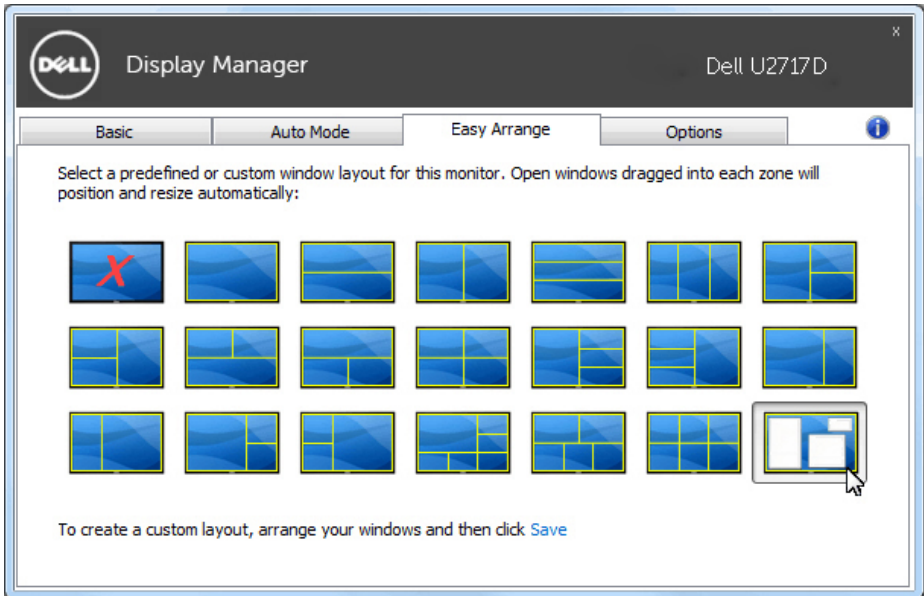 x
DELL Display Manager Dell U2717D
Basic Auto Mode Easy Arrange Options i
Select a predefined or custom window layout for this monitor. Open windows dragged into each zone will
position and resize automatically:
X
To create a custom layout, arrange your windows and then click Save